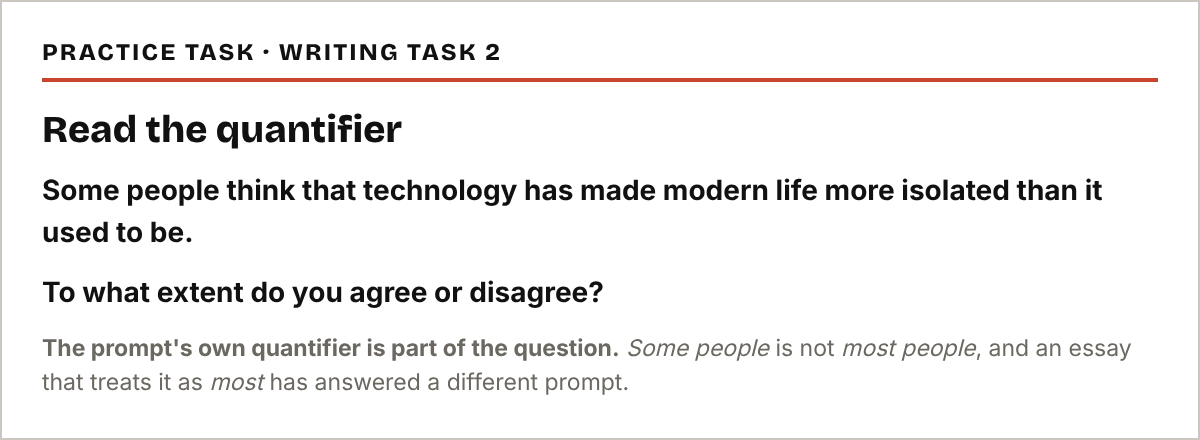 PRACTICE TASK · WRITING TASK 2
Read the quantifier
Some people think that technology has made modern life more isolated than it
used to be.
To what extent do you agree or disagree?
The prompt's own quantifier is part of the question. Some people is not most people, and an essay
that treats it as most has answered a different prompt.